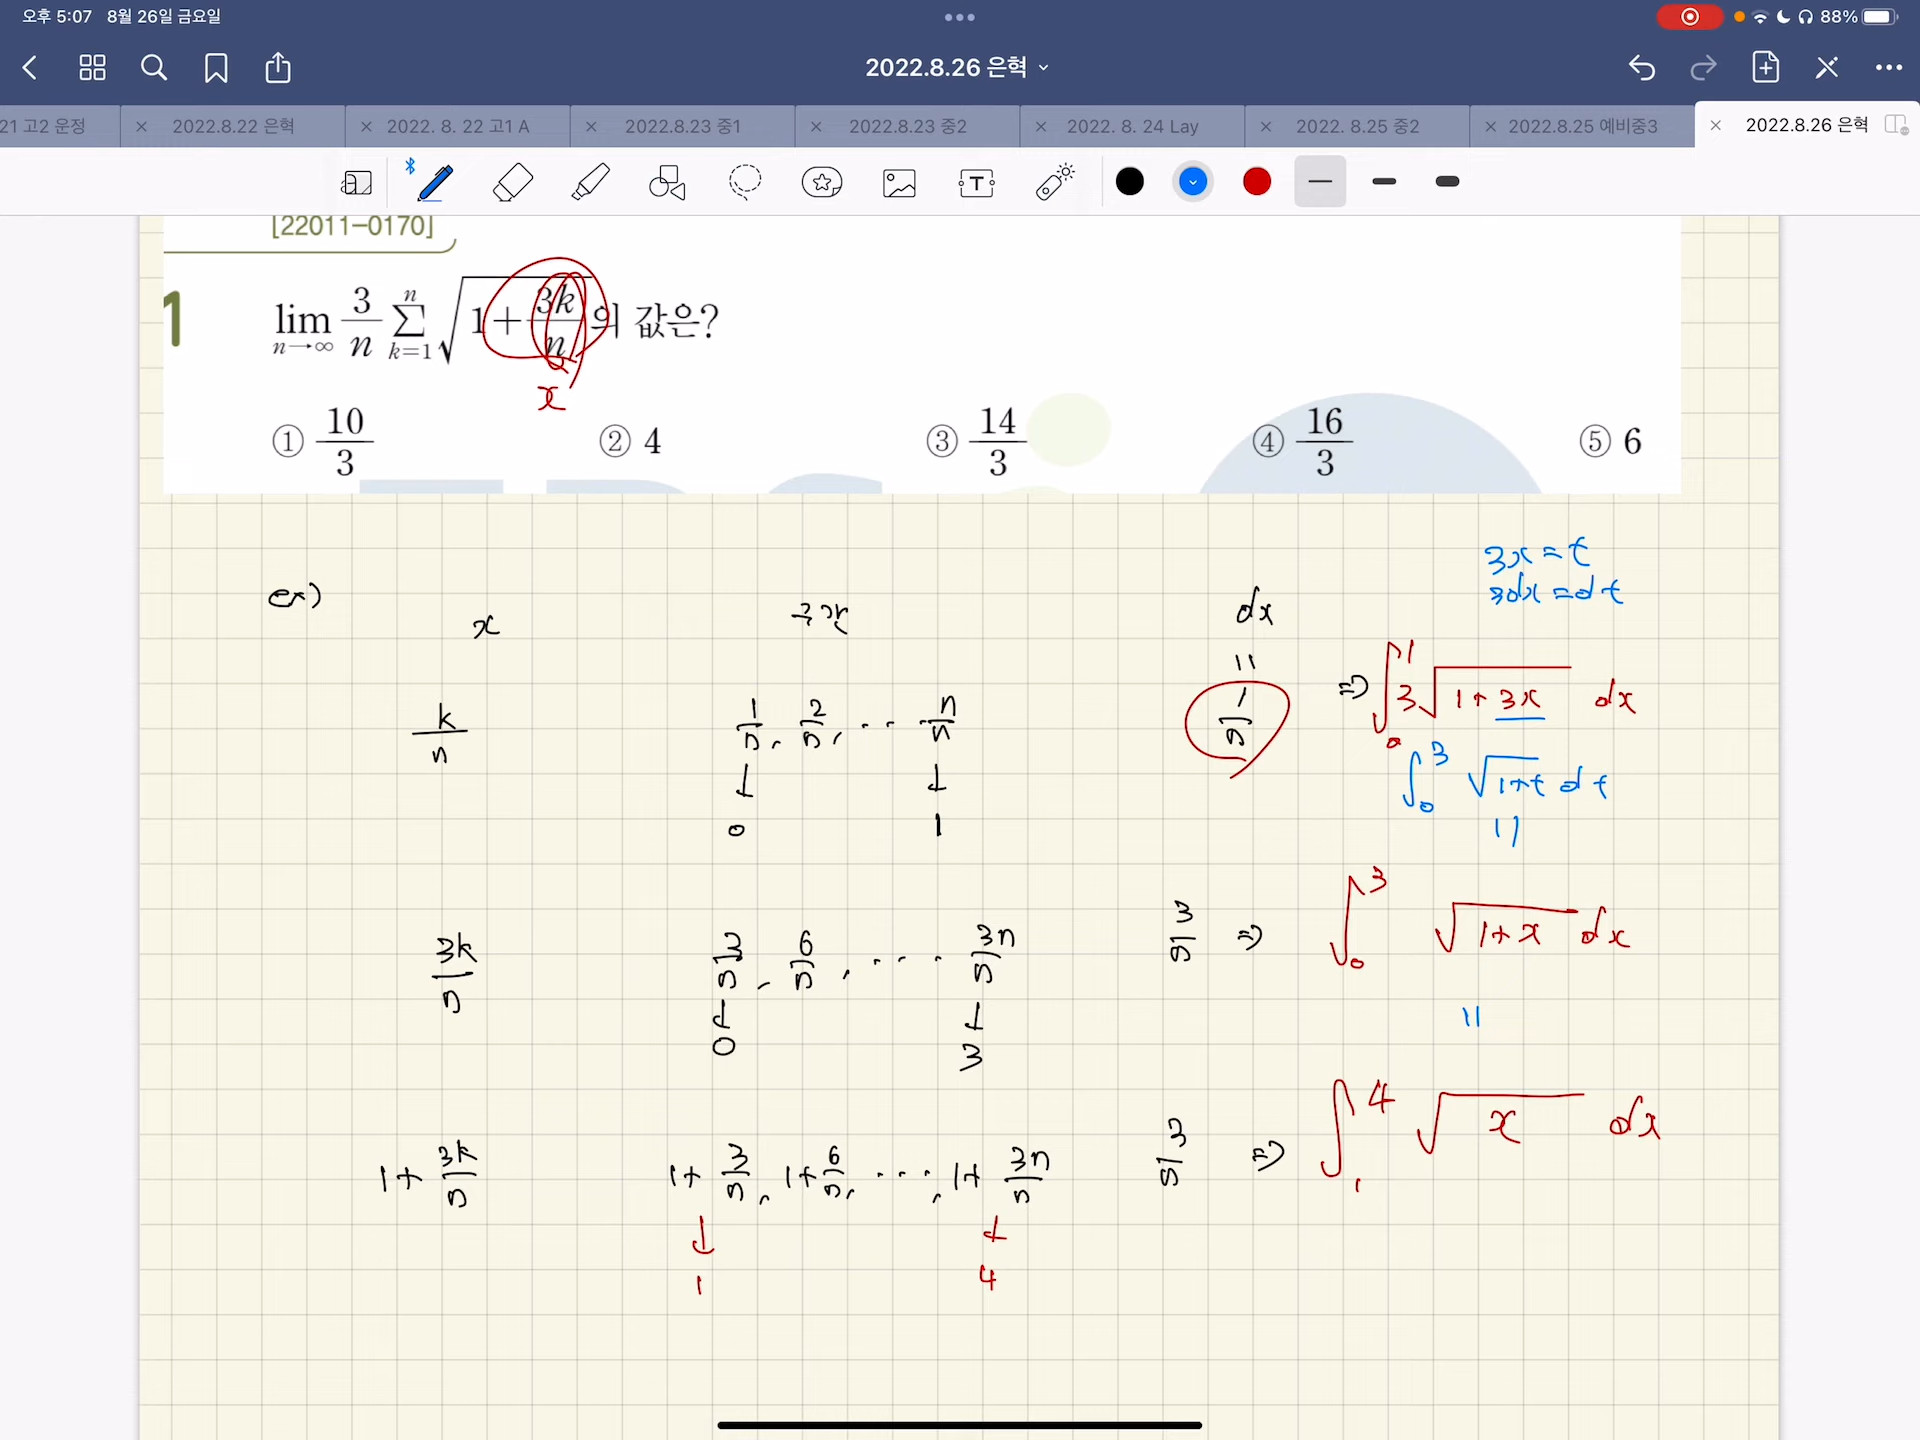 오후 5:07 8월 26일 금요일 88%
2022.8.26 은혁
21 고2 운정 2022.8.22 은혁 2022. 8. 22 고1 A 2022.8.23 중1 2022.8.23 중2 2022. 8. 24 Lay 2022. 8.25 중2 2022.8.25 예비중3 2022.8.26 은혁
[22011-0170]
1 lim n→∞ 3/n Σ k=1 n √(1+3k/n)의 값은?
x
① 10/3 ② 4 ③ 14/3 ④ 16/3 ⑤ 6
3x=t
3dx=dt
ex) x 구간 dx
=
k/n 1/n, 2/n, ... n/n 1/n ⇒ ∫₀¹ 3√(1+3x) dx
↓ ↓
0 1
∫₀³ √(1+t) dt
=
3k/n 3/n, 6/n, ... 3n/n 3/n ⇒ ∫₀³ √(1+x) dx
↓ ↓
0 3
=
1+3k/n 1+3/n, 1+6/n, ..., 1+3n/n 3/n ⇒ ∫₁⁴ √x dx
↓ ↓
1 4